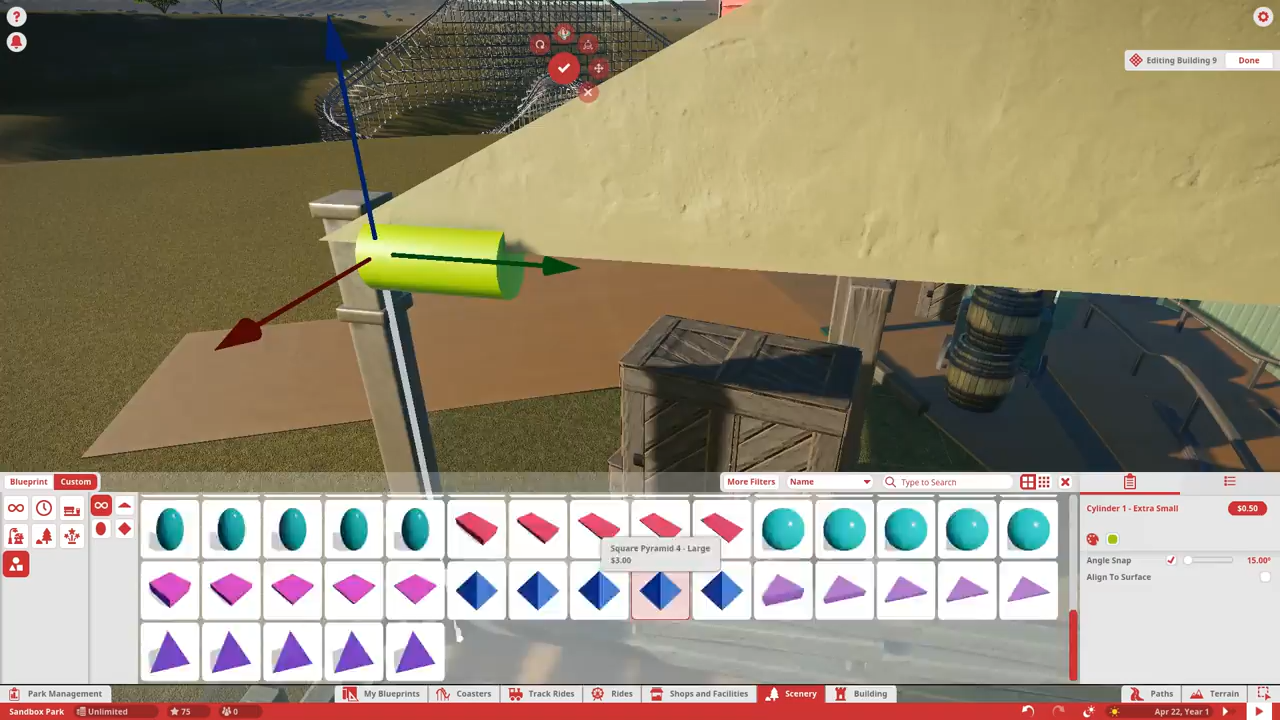 ?
Editing Building 9
Done
Blueprint
Custom
More Filters
Name
Type to Search
Square Pyramid 4 - Large
$3.00
Cylinder 1 - Extra Small
$0.50
Angle Snap
15.00°
Align To Surface
Park Management
My Blueprints
Coasters
Track Rides
Rides
Shops and Facilities
Scenery
Building
Paths
Terrain
Sandbox Park
Unlimited
75
0
Apr 22, Year 1